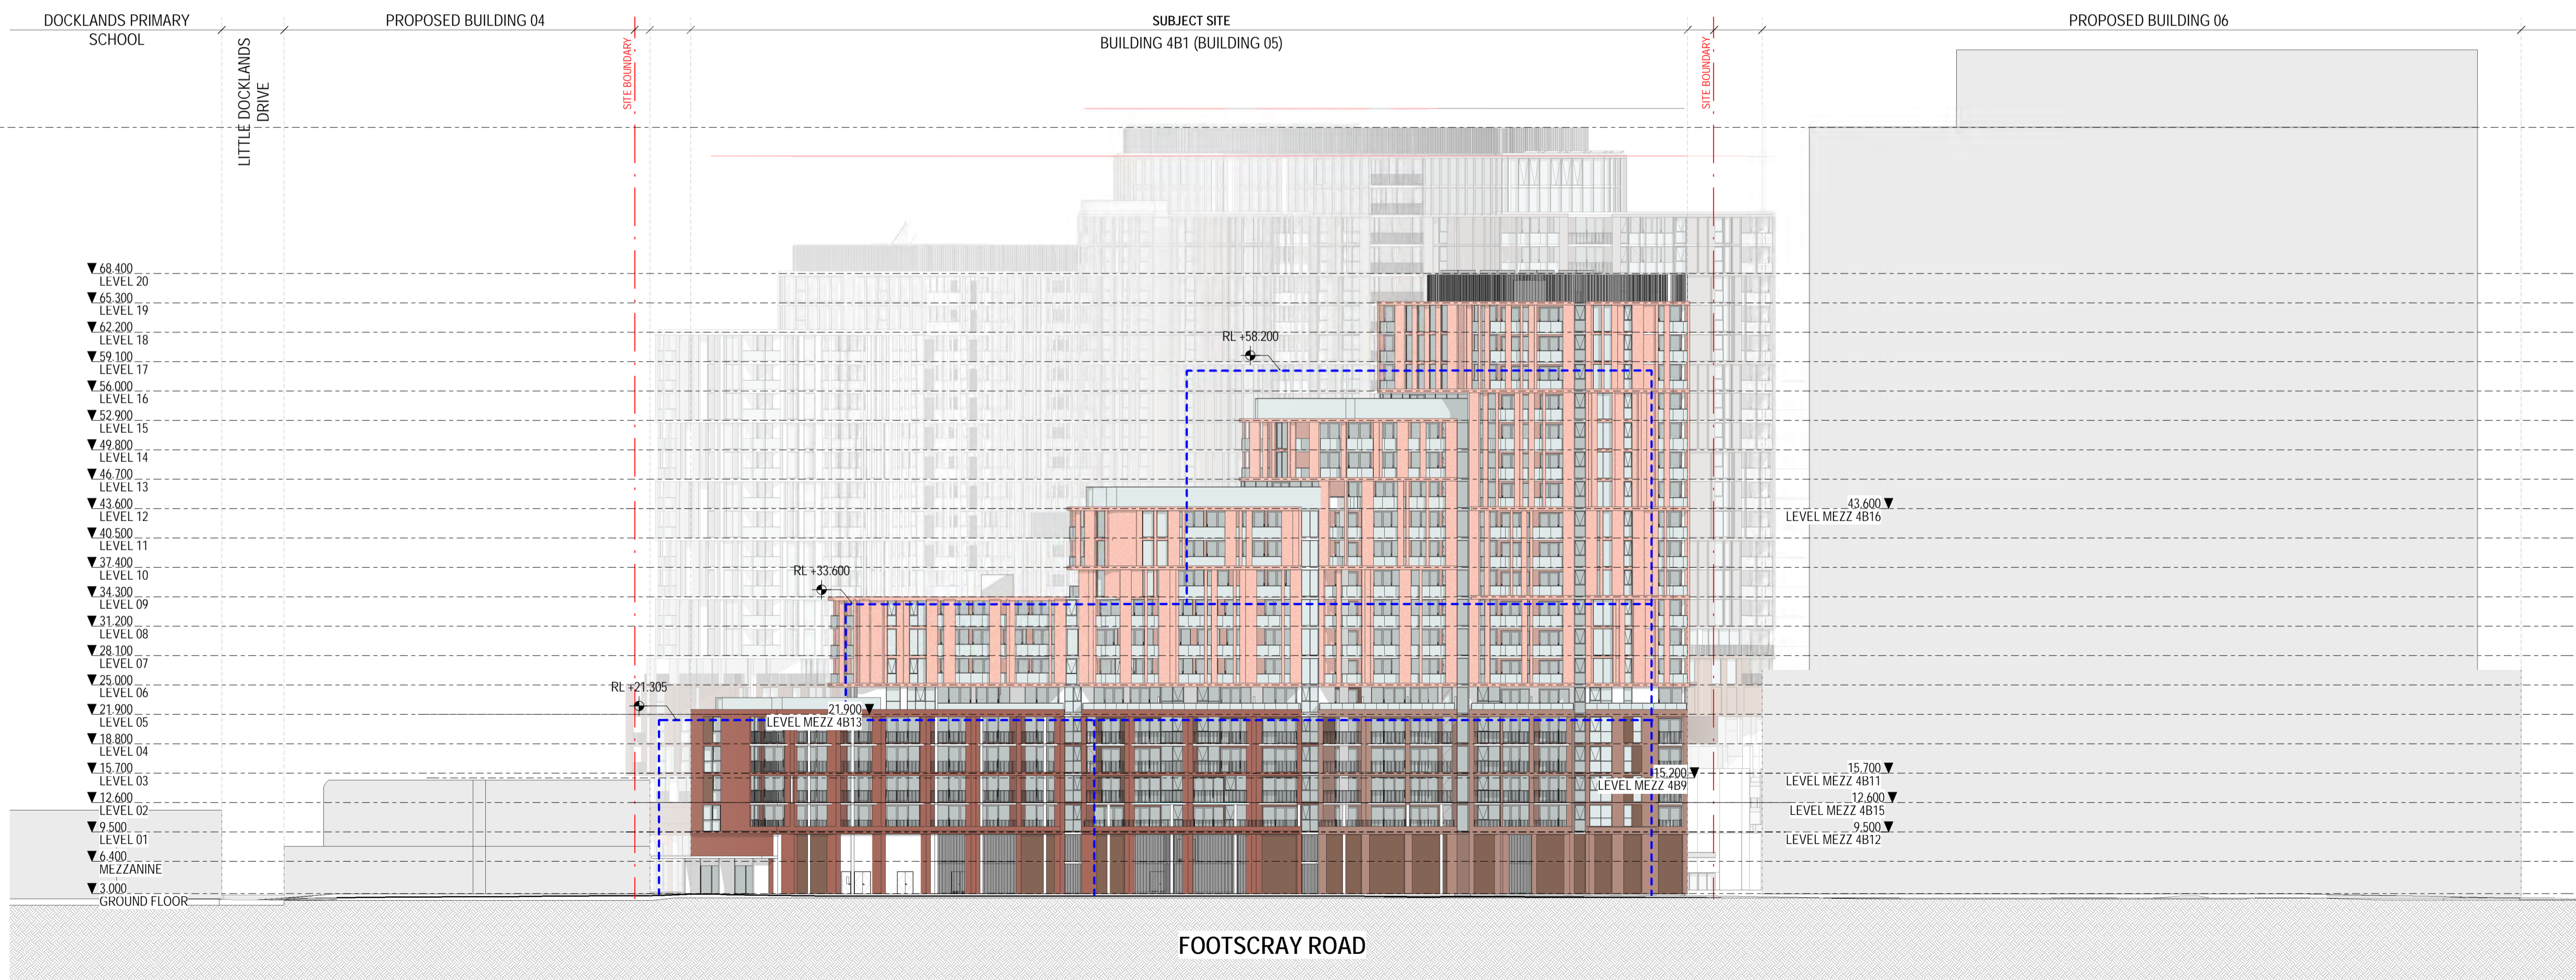 DOCKLANDS PRIMARY
SCHOOL
LITTLE DOCKLANDS
DRIVE
PROPOSED BUILDING 04
SITE BOUNDARY
SUBJECT SITE
BUILDING 4B1 (BUILDING 05)
SITE BOUNDARY
PROPOSED BUILDING 06
68.400
LEVEL 20
65.300
LEVEL 19
62.200
LEVEL 18
59.100
LEVEL 17
56.000
LEVEL 16
52.900
LEVEL 15
49.800
LEVEL 14
46.700
LEVEL 13
43.600
LEVEL 12
40.500
LEVEL 11
37.400
LEVEL 10
34.300
LEVEL 09
31.200
LEVEL 08
28.100
LEVEL 07
25.000
LEVEL 06
21.900
LEVEL 05
18.800
LEVEL 04
15.700
LEVEL 03
12.600
LEVEL 02
9.500
LEVEL 01
6.400
MEZZANINE
3.000
GROUND FLOOR
RL +58.200
RL +33.600
RL +21.305
21.900
LEVEL MEZZ 4B13
15.200
LEVEL MEZZ 4B9
43.600
LEVEL MEZZ 4B16
15.700
LEVEL MEZZ 4B11
12.600
LEVEL MEZZ 4B15
9.500
LEVEL MEZZ 4B12
FOOTSCRAY ROAD